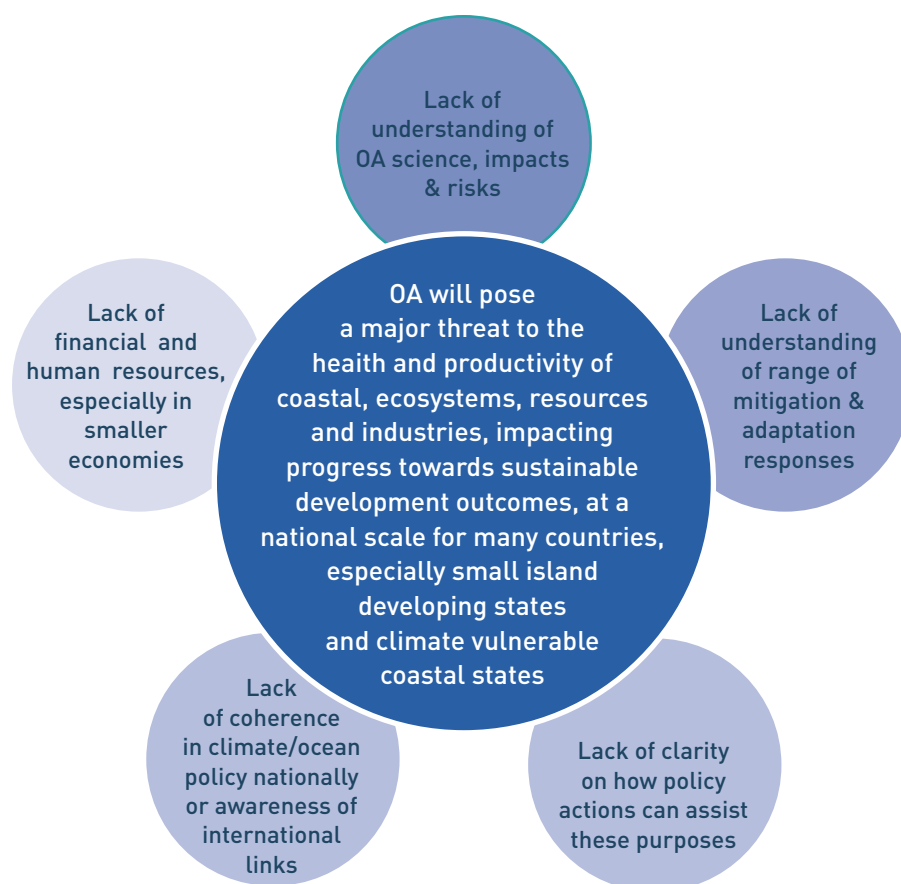 Lack of
understanding of
OA science, impacts
& risks
Lack of
financial and
human resources,
especially in
smaller
economies
OA will pose
a major threat to the
health and productivity of
coastal, ecosystems, resources
and industries, impacting
progress towards sustainable
development outcomes, at a
national scale for many countries,
especially small island
developing states
and climate vulnerable
coastal states
Lack of
understanding
of range of
mitigation &
adaptation
responses
Lack
of coherence
in climate/ocean
policy nationally
or awareness of
international
links
Lack of clarity
on how policy
actions can assist
these purposes